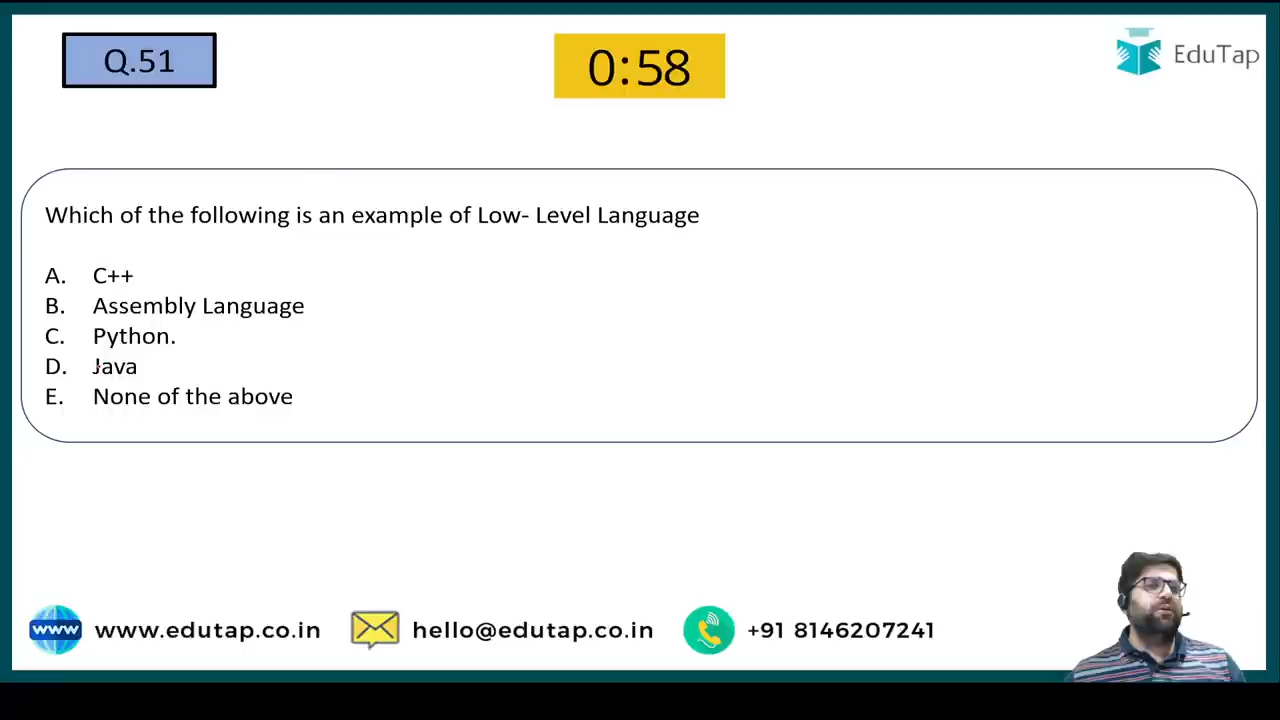 Q.51
0:58
EduTap
Which of the following is an example of Low- Level Language
A. C++
B. Assembly Language
C. Python.
D. Java
E. None of the above
www
www.edutap.co.in
hello@edutap.co.in
+91 8146207241